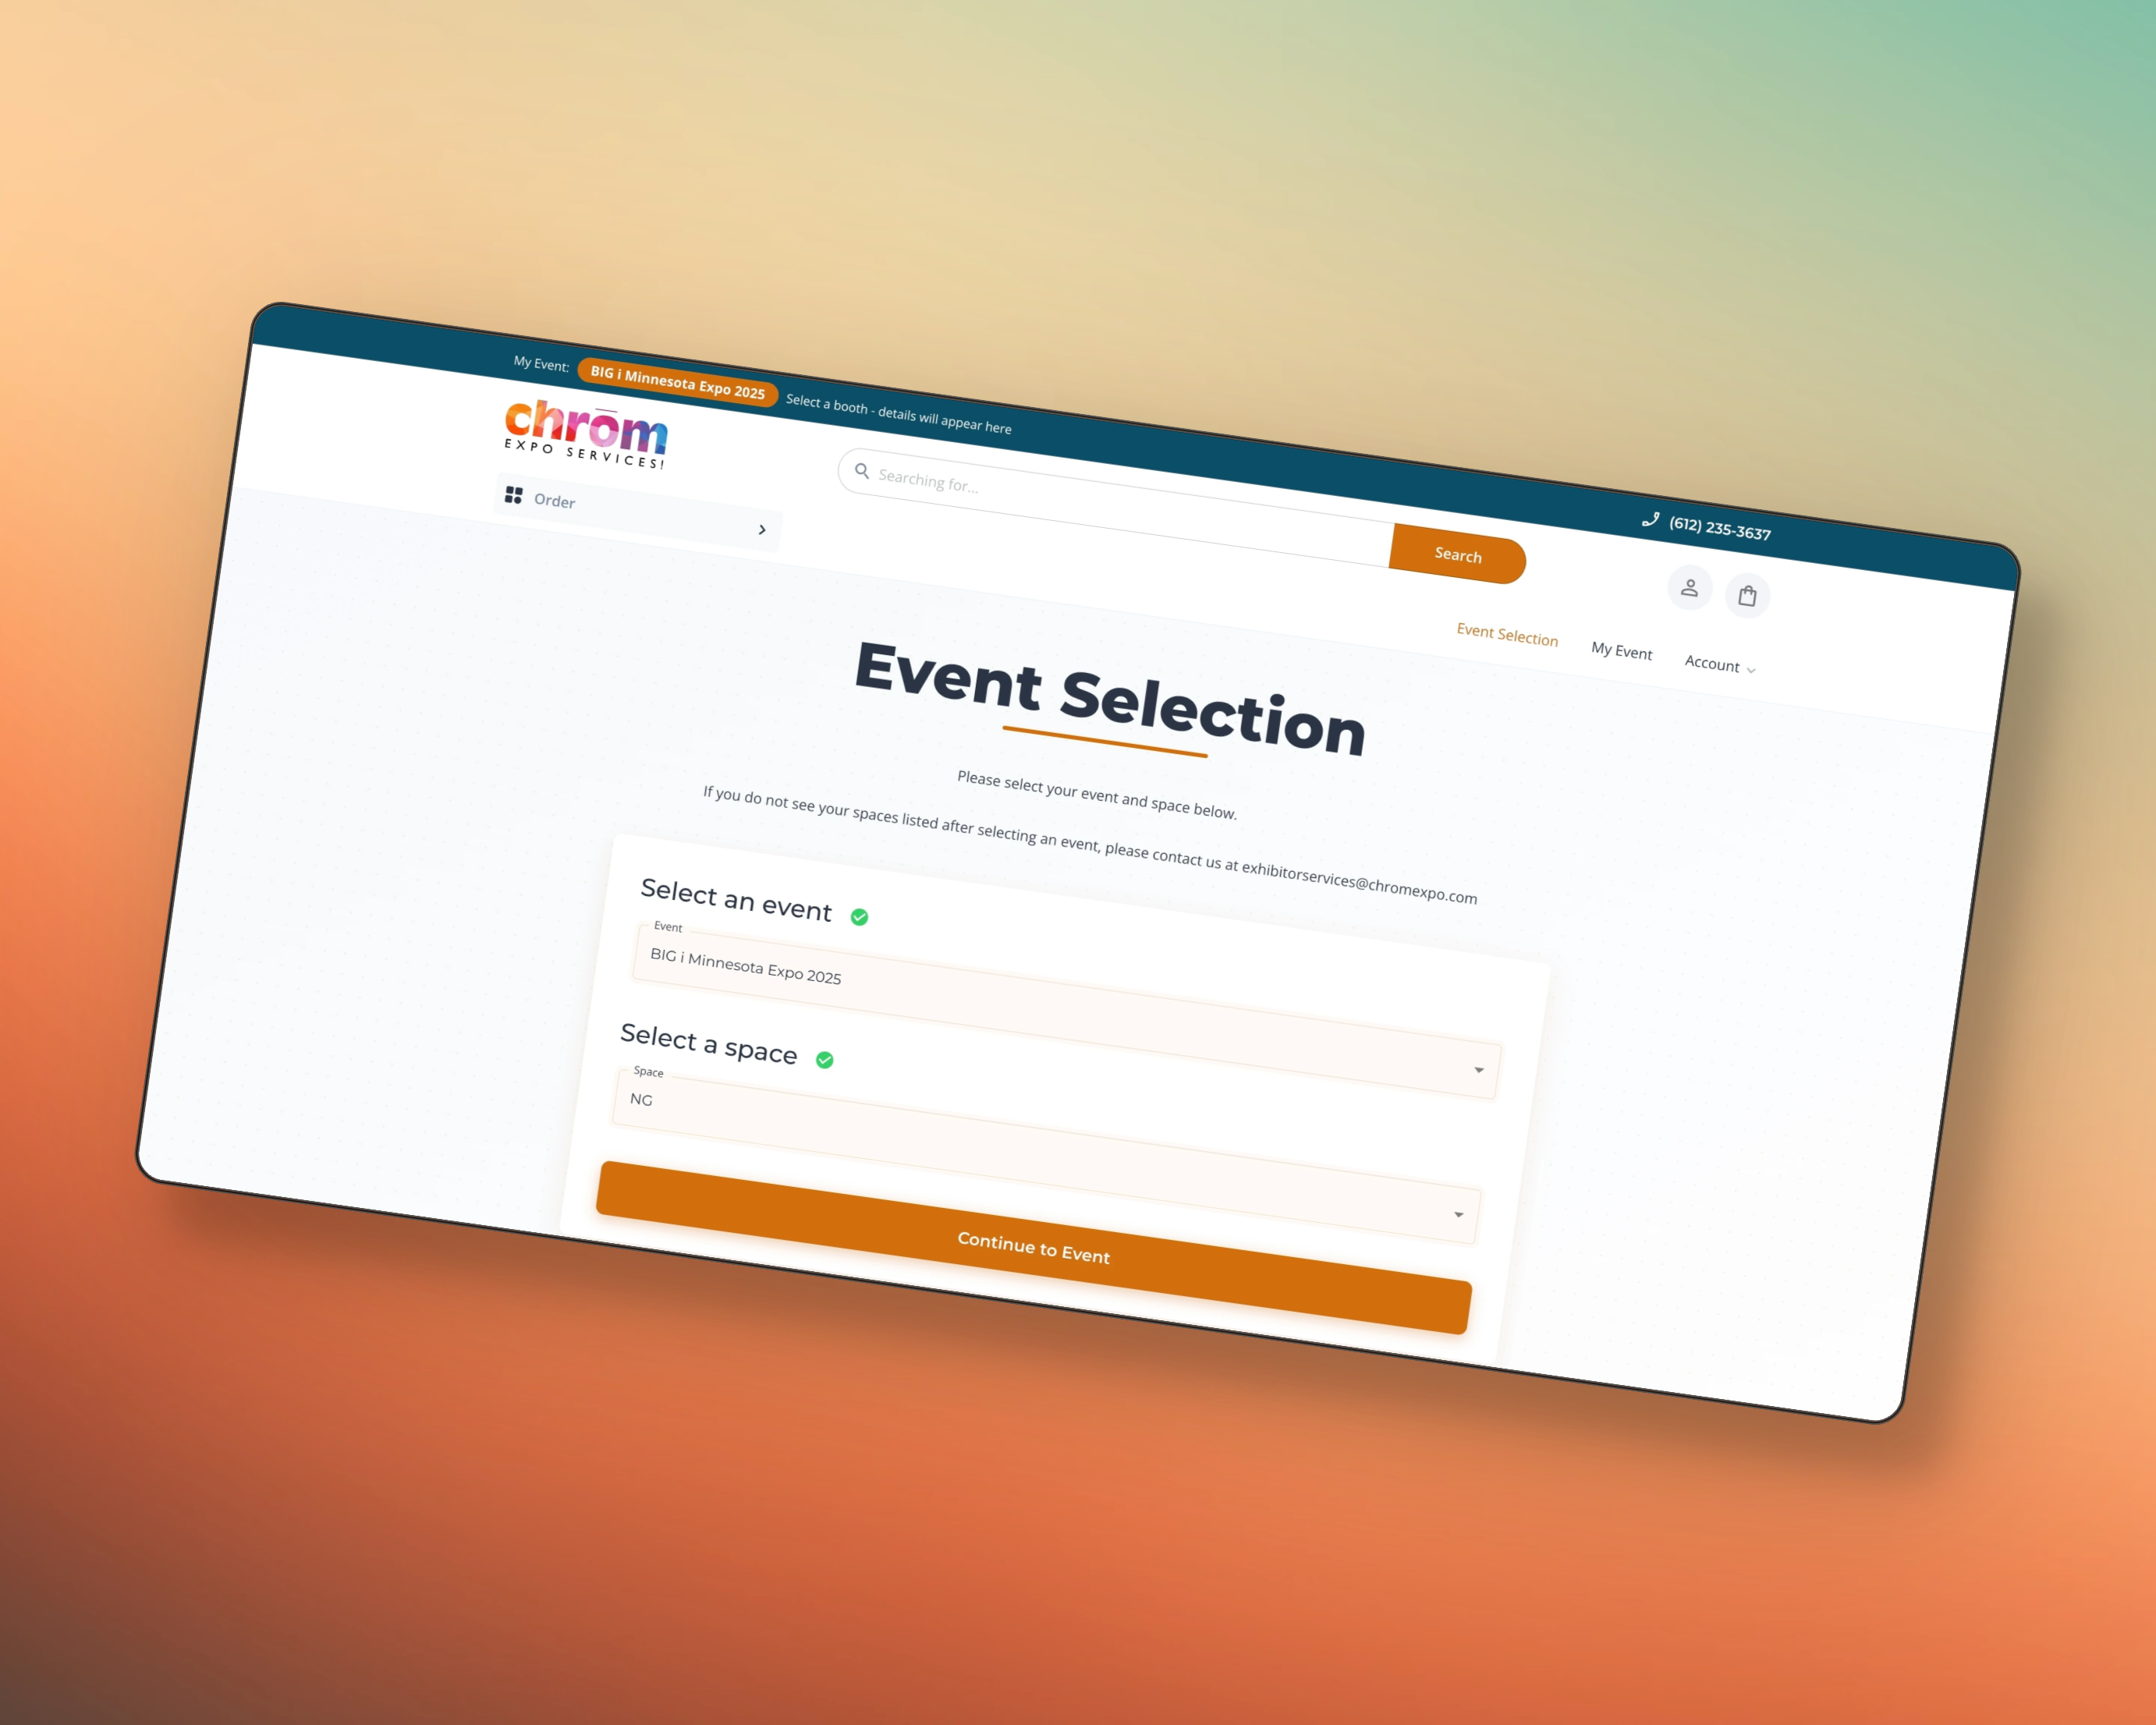 My Event: BIG i Minnesota Expo 2025 Select a booth - details will appear here
(612) 235-3637
chrōm
EXPO SERVICES!
Searching for...
Search
Order
Event Selection
My Event
Account
Event Selection
Please select your event and space below.
If you do not see your spaces listed after selecting an event, please contact us at exhibitorservices@chromexpo.com
Select an event
Event
BIG i Minnesota Expo 2025
Select a space
Space
NG
Continue to Event